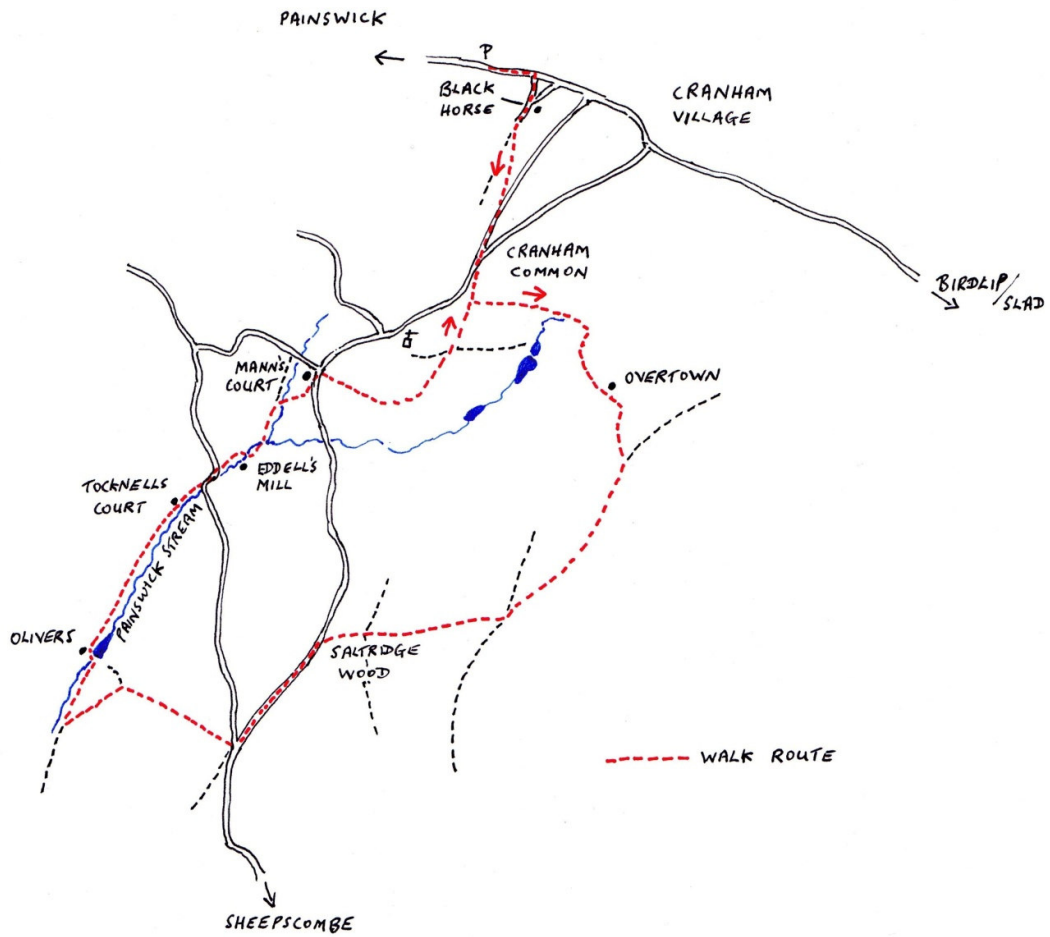 PAINSWICK
P
BLACK
HORSE
CRANHAM
VILLAGE
CRANHAM
COMMON
BIRDLIP/
SLAD
MANN'S
COURT
OVERTOWN
EDDELL'S
MILL
TOCKNELLS
COURT
PAINSWICK STREAM
OLIVERS
SALTRIDGE
WOOD
WALK ROUTE
SHEEPSCOMBE